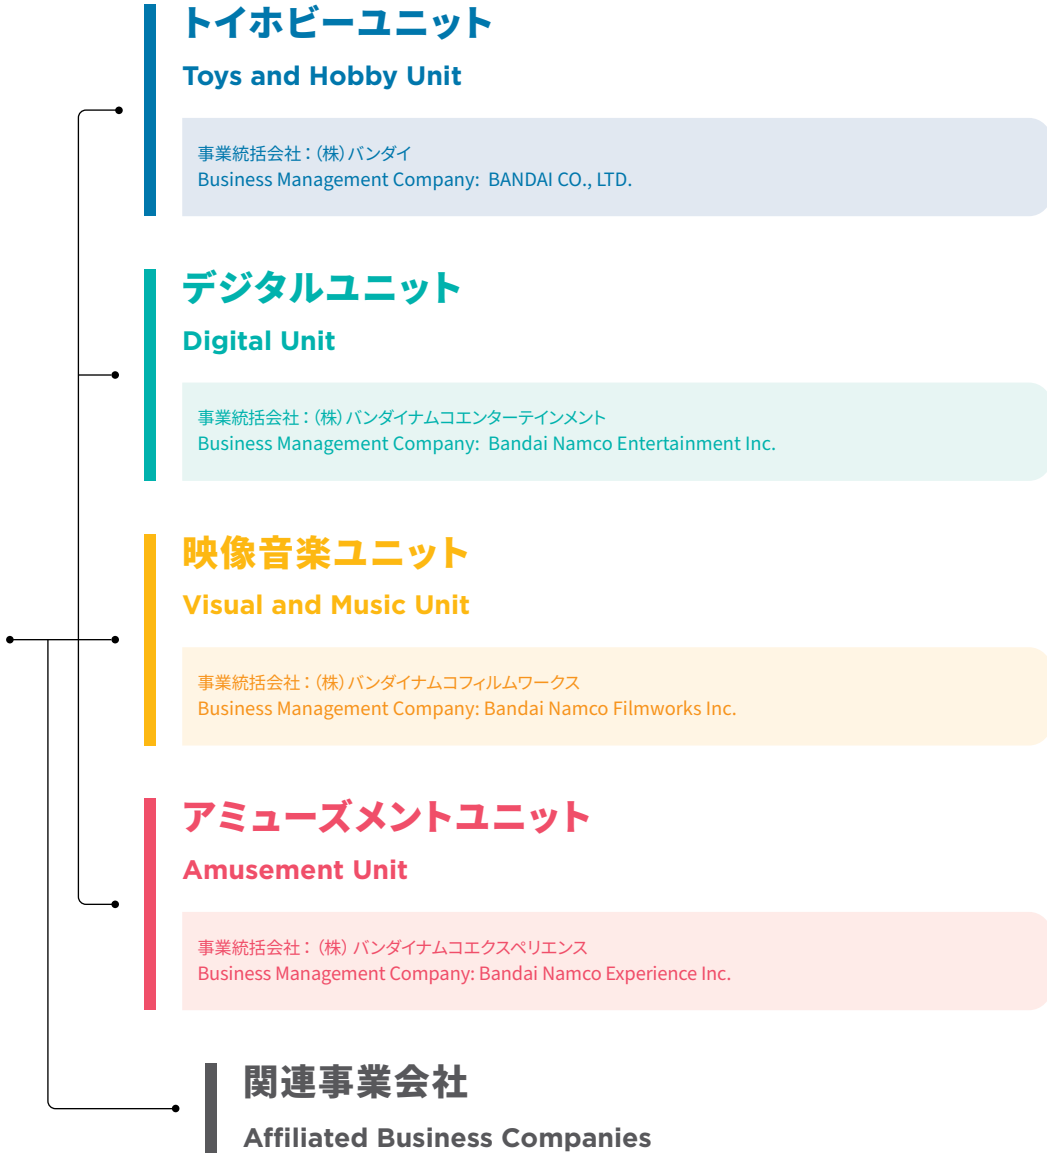 トイホビーユニット
Toys and Hobby Unit
事業統括会社：（株）バンダイ
Business Management Company: BANDAI CO., LTD.
デジタルユニット
Digital Unit
事業統括会社：（株）バンダイナムコエンターテインメント
Business Management Company: Bandai Namco Entertainment Inc.
映像音楽ユニット
Visual and Music Unit
事業統括会社：（株）バンダイナムコフィルムワークス
Business Management Company: Bandai Namco Filmworks Inc.
アミューズメントユニット
Amusement Unit
事業統括会社：（株）バンダイナムコエクスペリエンス
Business Management Company: Bandai Namco Experience Inc.
関連事業会社
Affiliated Business Companies